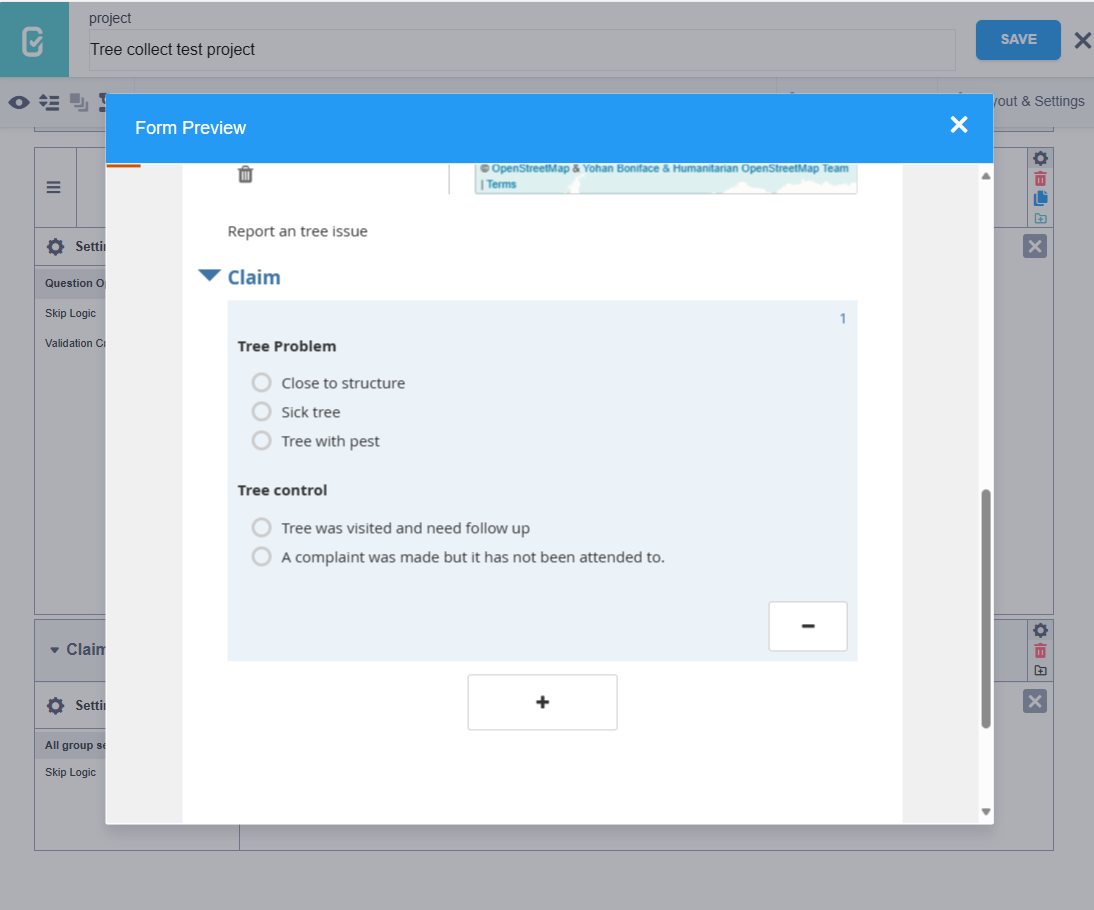 project
Tree collect test project
SAVE
yout & Settings
Form Preview
© OpenStreetMap & Yohan Boniface & Humanitarian OpenStreetMap Team
| Terms
Report an tree issue
Settin
Claim
Question O
1
Skip Logic
Tree Problem
Validation Cr
Close to structure
Sick tree
Tree with pest
Tree control
Tree was visited and need follow up
A complaint was made but it has not been attended to.
−
Claim
+
Settin
All group se
Skip Logic